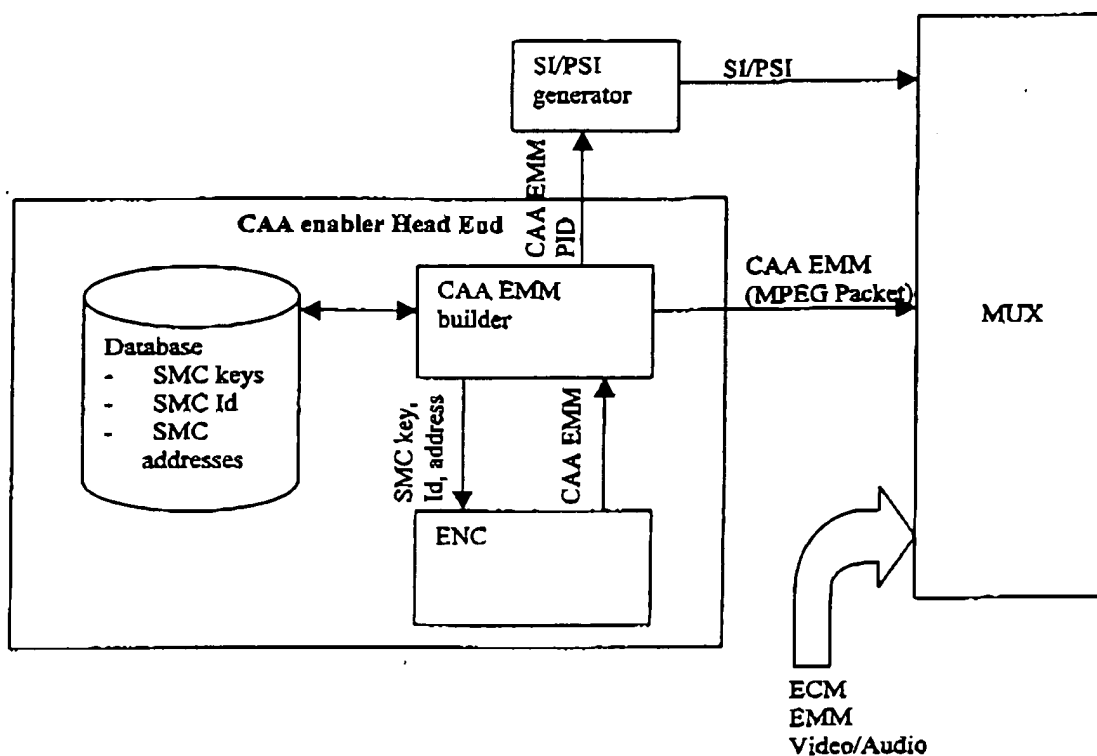 SI/PSI
generator
SI/PSI
CAA EMM
PID
CAA enabler Head End
CAA EMM
builder
CAA EMM
(MPEG Packet)
MUX
Database
- SMC keys
- SMC Id
- SMC
addresses
SMC key,
Id, address
CAA EMM
ENC
ECM
EMM
Video/Audio